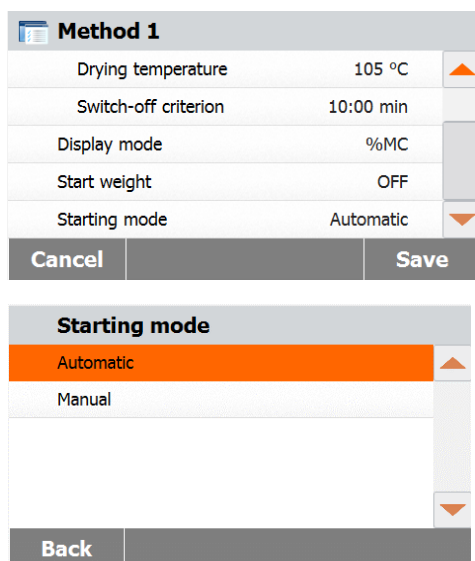 Method 1
Drying temperature 105 ºC
Switch-off criterion 10:00 min
Display mode %MC
Start weight OFF
Starting mode Automatic
Cancel Save
Starting mode
Automatic
Manual
Back